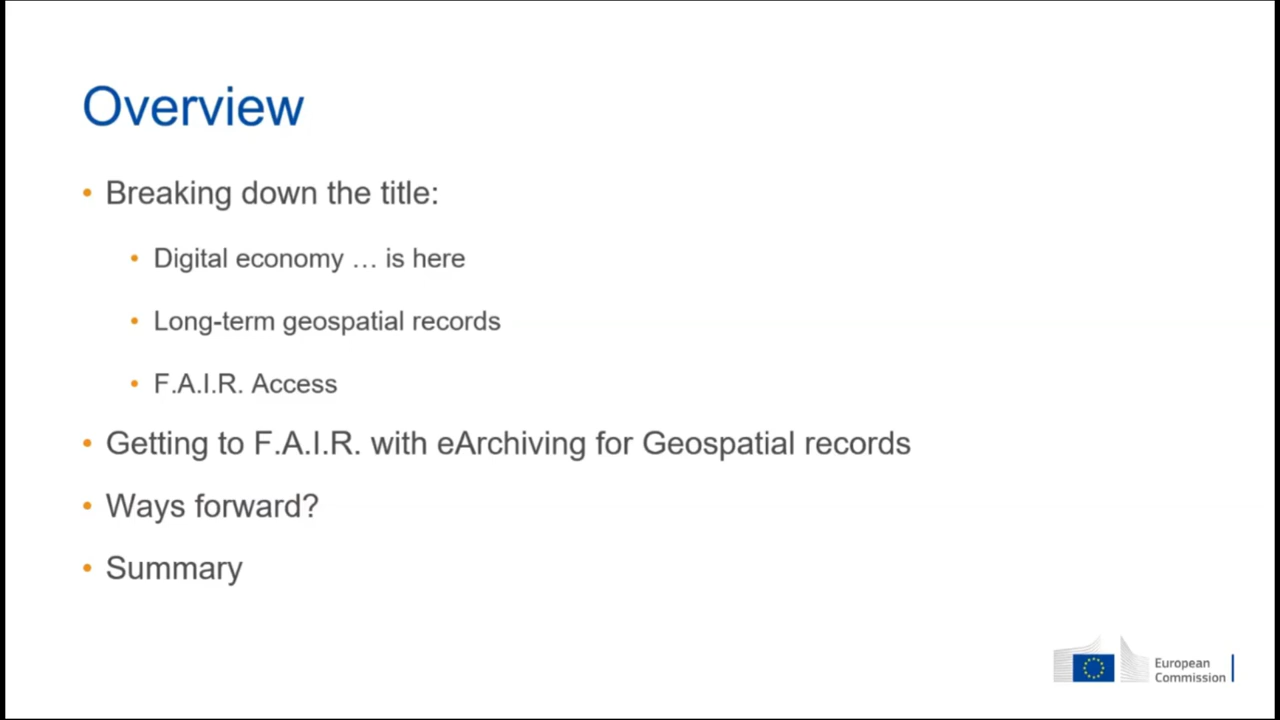 Overview
• Breaking down the title:
• Digital economy … is here
• Long-term geospatial records
• F.A.I.R. Access
• Getting to F.A.I.R. with eArchiving for Geospatial records
• Ways forward?
• Summary
European
Commission